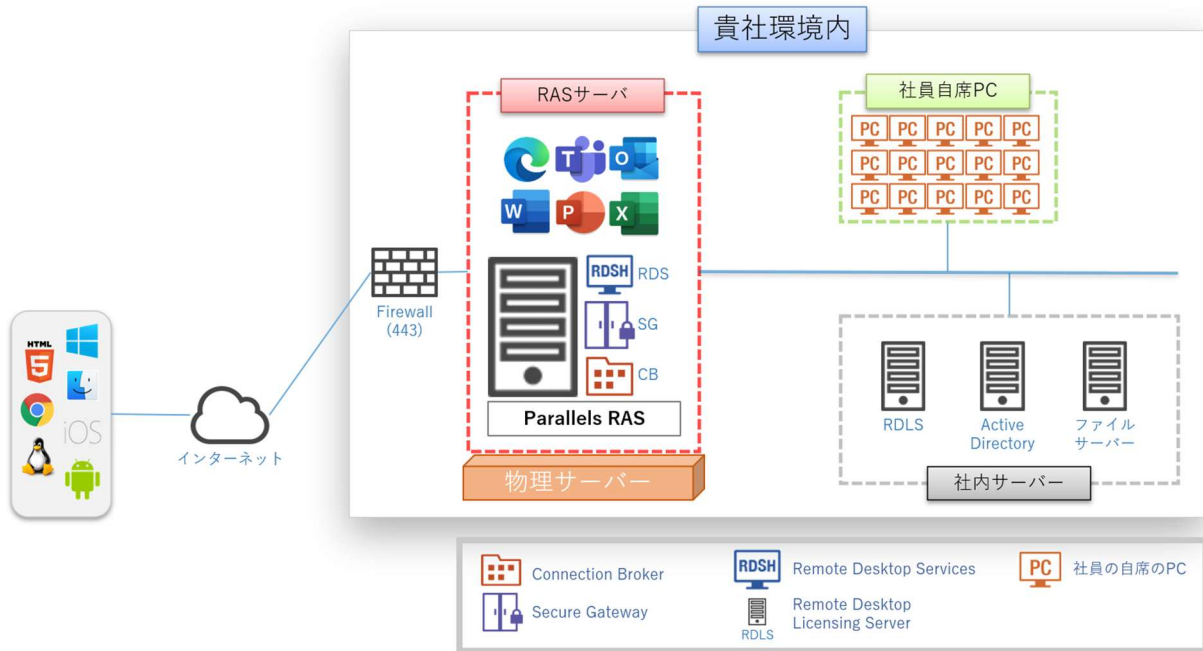 貴社環境内
RASサーバ
社員自席PC
T
O
W
P
X
PC PC PC PC PC
PC PC PC PC PC
PC PC PC PC PC
RDSH
RDS
SG
CB
Parallels RAS
物理サーバー
Firewall
(443)
HTML
5
iOS
インターネット
RDLS
Active
Directory
ファイル
サーバー
社内サーバー
Connection Broker
Secure Gateway
RDSH
Remote Desktop Services
RDLS
Remote Desktop
Licensing Server
PC
社員の自席のPC